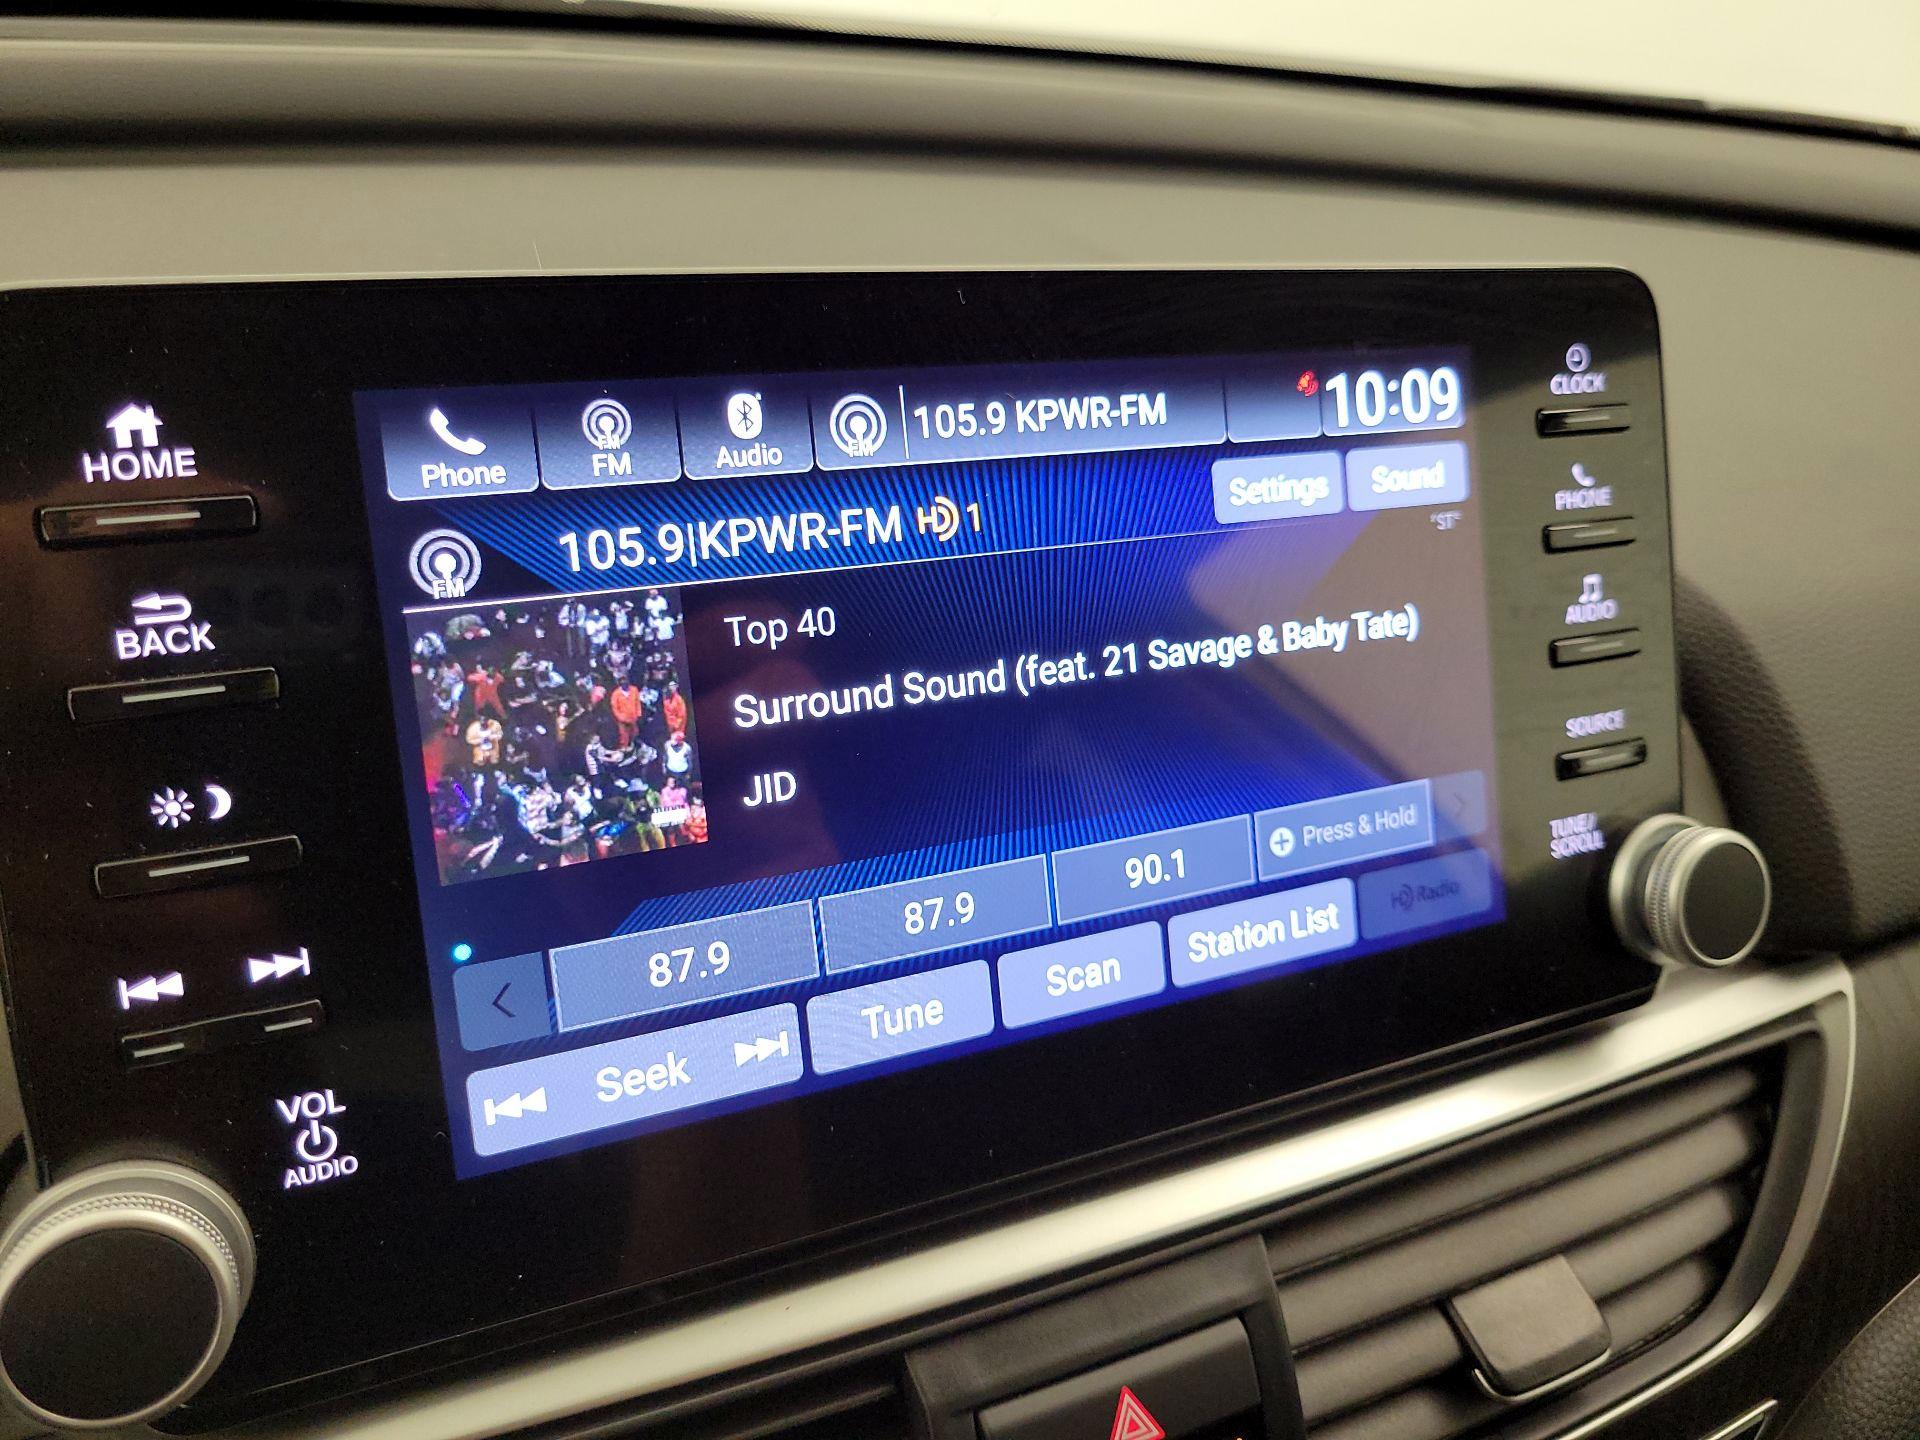 HOME
BACK
VOL
AUDIO
Phone
FM
FM
Audio
FM
105.9 KPWR-FM
10:09
Settings
Sound
FM
105.9|KPWR-FM HD 1
"ST"
Top 40
Surround Sound (feat. 21 Savage & Baby Tate)
JID
87.9
87.9
90.1
Press & Hold
Seek
Tune
Scan
Station List
HD Radio
CLOCK
PHONE
AUDIO
SOURCE
TUNE/
SCROLL